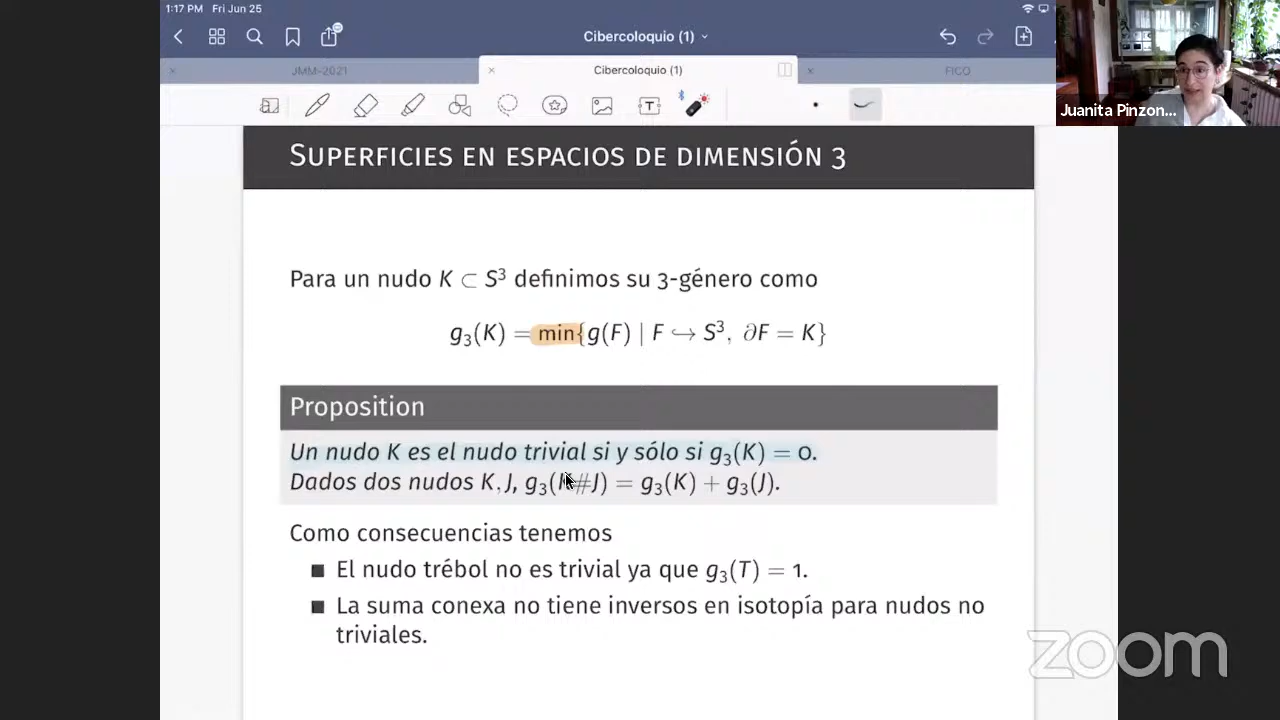 1:17 PM Fri Jun 25
Cibercoloquio (1)
JMM-2021
Cibercoloquio (1)
FICO
T
Juanita Pinzon...
SUPERFICIES EN ESPACIOS DE DIMENSIÓN 3
Para un nudo K ⊂ S³ definimos su 3-género como
g₃(K) = min{g(F) | F ↪ S³, ∂F = K}
Proposition
Un nudo K es el nudo trivial si y sólo si g₃(K) = 0.
Dados dos nudos K, J, g₃(K#J) = g₃(K) + g₃(J).
Como consecuencias tenemos
■ El nudo trébol no es trivial ya que g₃(T) = 1.
■ La suma conexa no tiene inversos en isotopía para nudos no
triviales.
zoom